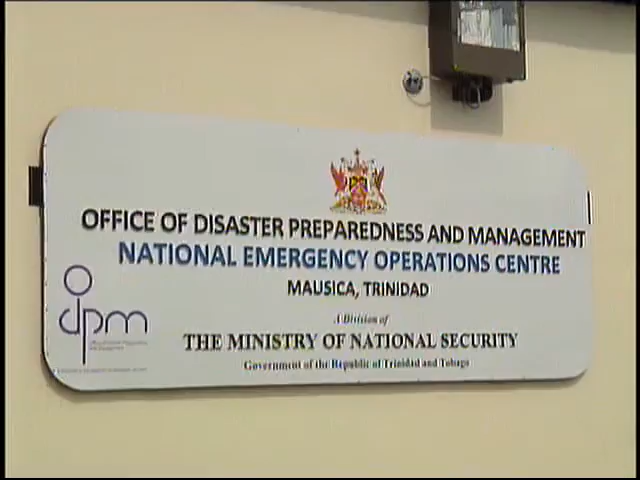 OFFICE OF DISASTER PREPAREDNESS AND MANAGEMENT
NATIONAL EMERGENCY OPERATIONS CENTRE
MAUSICA, TRINIDAD
A Division of
THE MINISTRY OF NATIONAL SECURITY
Government of the Republic of Trinidad and Tobago
odpm